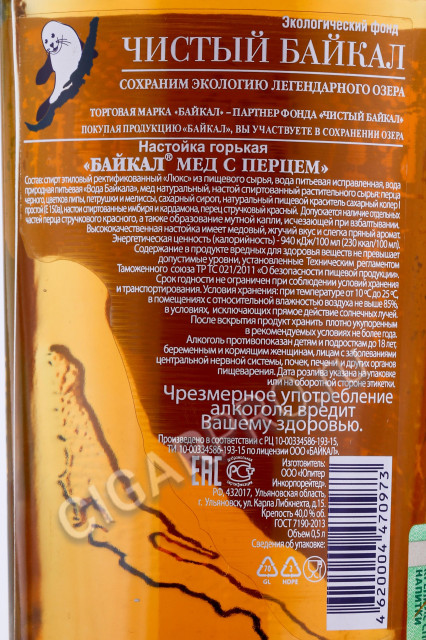 Экологический фонд
ЧИСТЫЙ БАЙКАЛ
СОХРАНИМ ЭКОЛОГИЮ ЛЕГЕНДАРНОГО ОЗЕРА
ТОРГОВАЯ МАРКА «БАЙКАЛ» – ПАРТНЕР ФОНДА «ЧИСТЫЙ БАЙКАЛ»
ПОКУПАЯ ПРОДУКЦИЮ «БАЙКАЛ», ВЫ УЧАСТВУЕТЕ В СОХРАНЕНИИ ОЗЕРА
Настойка горькая
«БАЙКАЛ® МЕД С ПЕРЦЕМ»
Состав: спирт этиловый ректификованный «Люкс» из пищевого сырья, вода питьевая исправленная, вода
природная питьевая «Вода Байкала», мед натуральный, настой спиртованный растительного сырья: перца
черного, цветков липы, петрушки и мелиссы, сахарный сироп, натуральный пищевой краситель сахарный колер I
простой (Е 150а), настои спиртованные имбиря и кардамона, перец стручковый красный. Допускается наличие отдельных
частей перца стручкового красного, а также образование мутной капли, исчезающей при взбалтывании.
Высококачественная настойка имеет медовый, жгучий вкус и слегка пряный аромат.
Энергетическая ценность (калорийность) - 940 кДж/100 мл (230 ккал/100 мл).
Содержание в продукте вредных для здоровья веществ не превышает
допустимые уровни, установленные Техническим регламентом
Таможенного союза ТР ТС 021/2011 «О безопасности пищевой продукции».
Срок годности не ограничен при соблюдении условий хранения
и транспортирования. Условия хранения: при температуре от 10 °С до 25 °С,
в помещениях с относительной влажностью воздуха не выше 85%,
в условиях, исключающих прямое действие солнечных лучей.
После вскрытия продукт хранить плотно укупоренным
в рекомендуемых условиях не более года.
Алкоголь противопоказан детям и подросткам до 18 лет,
беременным и кормящим женщинам, лицам с заболеваниями
центральной нервной системы, почек, печени и других органов
пищеварения. Дата розлива указана на упаковке
или на оборотной стороне этикетки.
Чрезмерное употребление
алкоголя вредит
Вашему здоровью.
Произведено в соответствии с РЦ 10-00334586-193-15,
ТИ 10-00334586-190-15 по лицензии ООО «БАЙКАЛ».
Изготовитель:
ООО «Юпитер
Инкорпорейтед».
РФ, 432017, Ульяновская область,
г. Ульяновск, ул. Карла Либкнехта, д.15
Крепость 40,0 % об.
ГОСТ 7190-2013
Объем 0,5 л
Сведения об упаковке:
EAC
70
GL
1
HDPE
4 620004 470973
НАПИТКИ